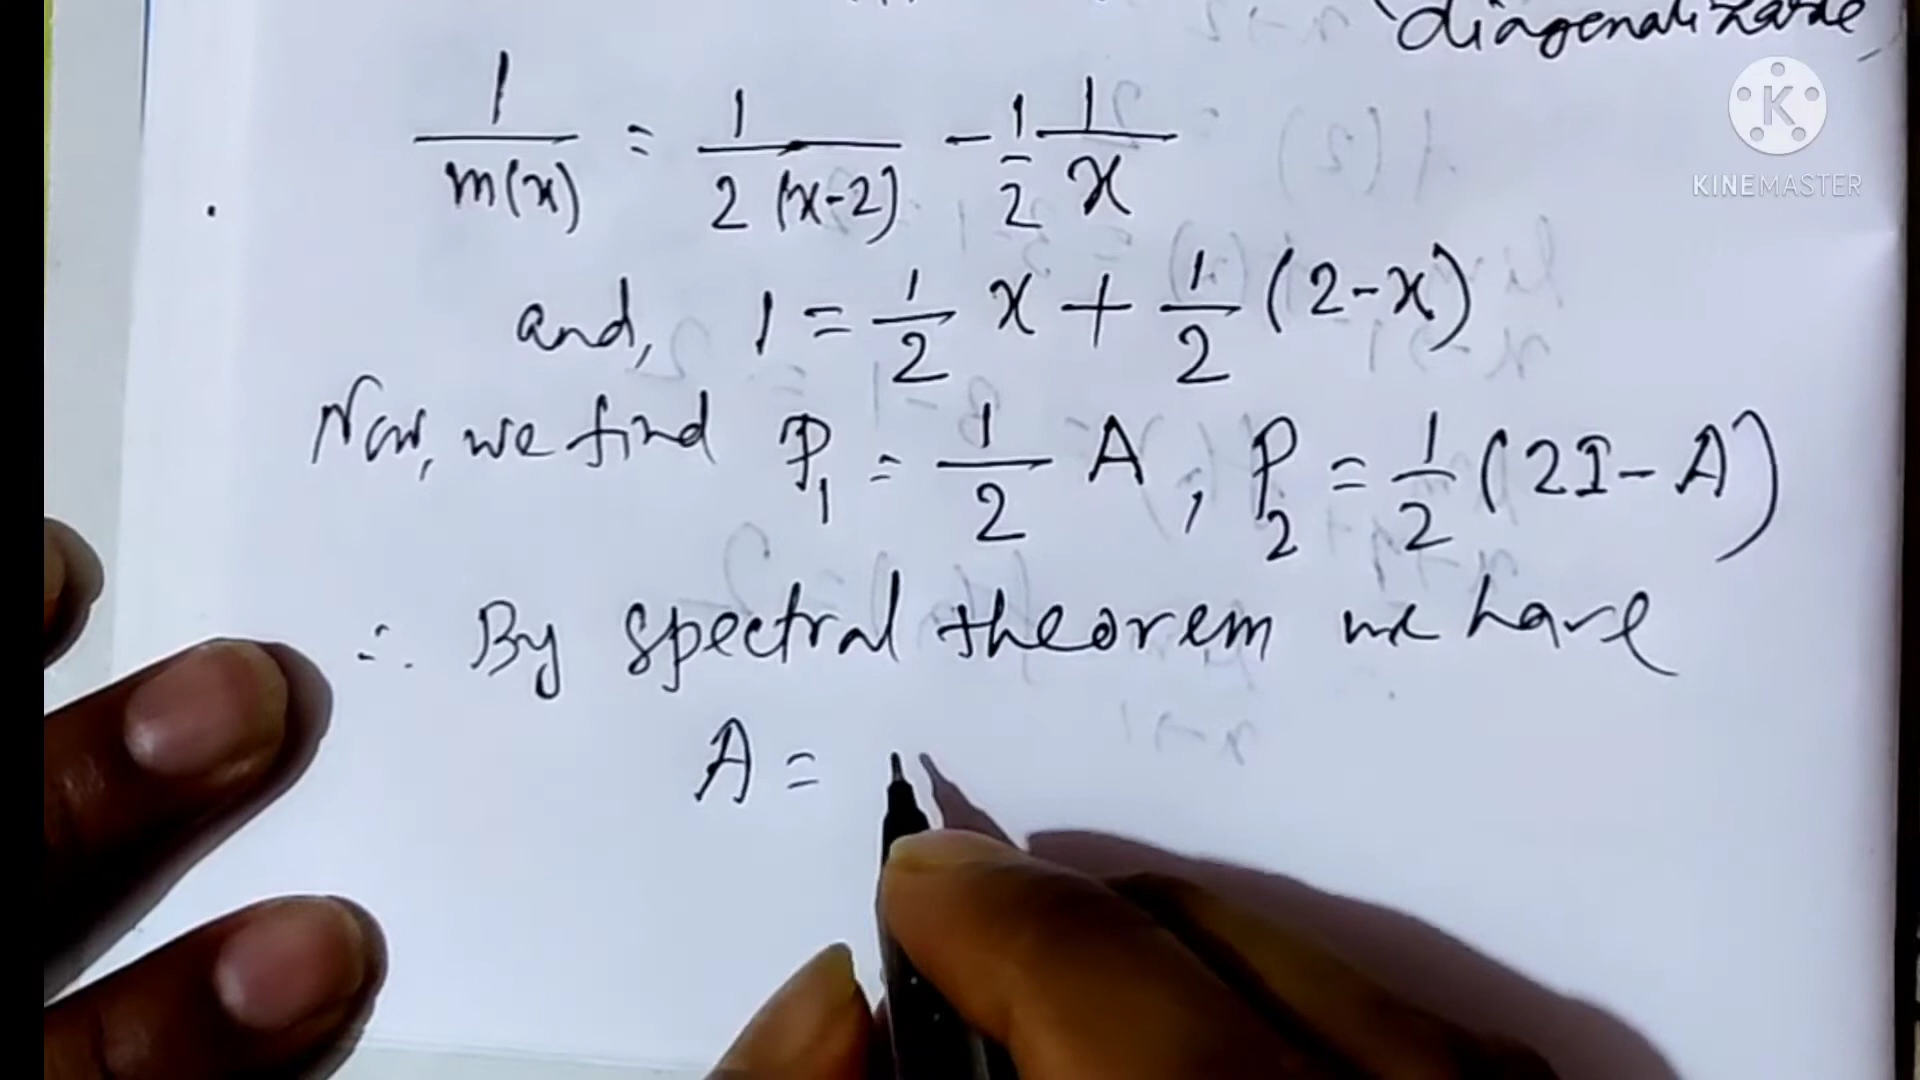 diagonalizable
K
KINEMASTER
1/m(x) = 1/2(x-2) - 1/2 1/x
and, 1 = 1/2 x + 1/2 (2-x)
Now, we find P₁ = 1/2 A, P₂ = 1/2 (2I - A)
∴ By spectral theorem we have
A =